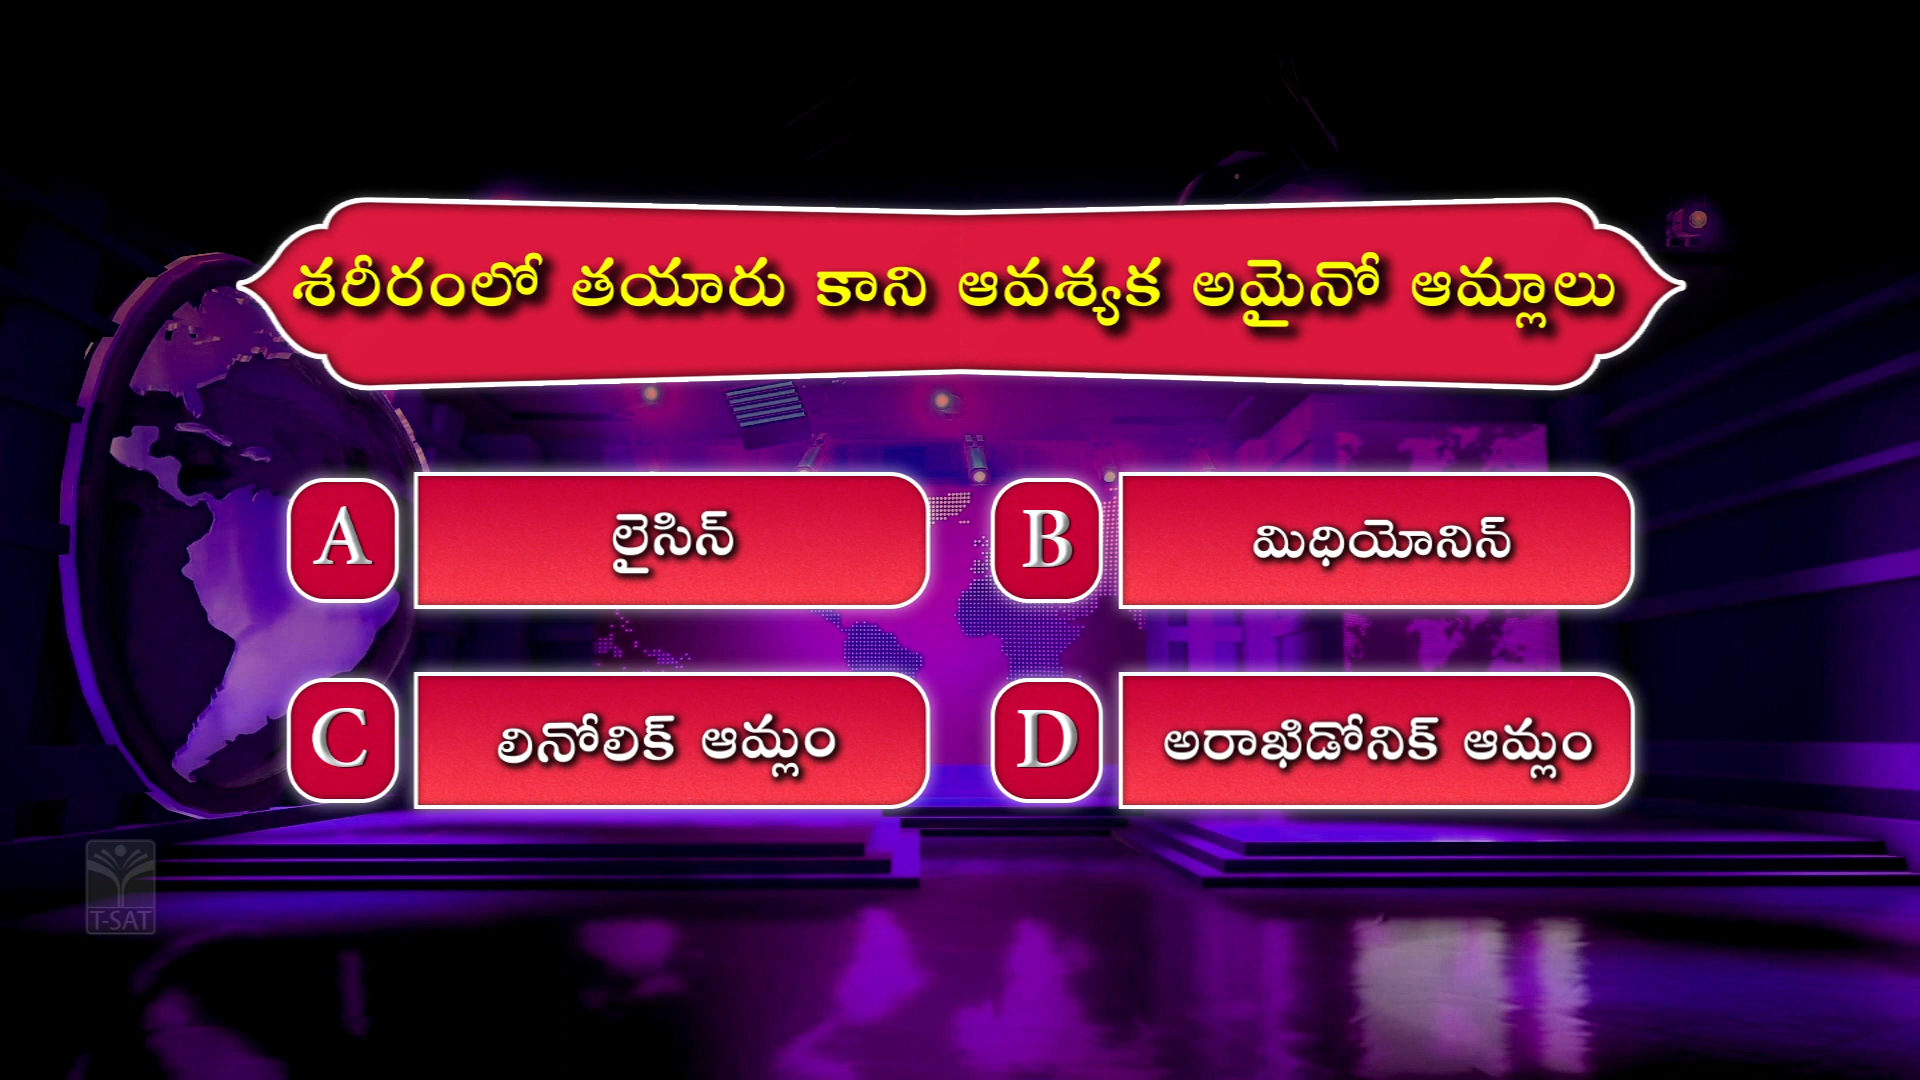 శరీరంలో తయారు కాని ఆవశ్యక అమైనో ఆమ్లాలు
A లైసిన్
B మిధియోనిన్
C లినోలిక్ ఆమ్లం
D అరాఖిడోనిక్ ఆమ్లం
T-SAT